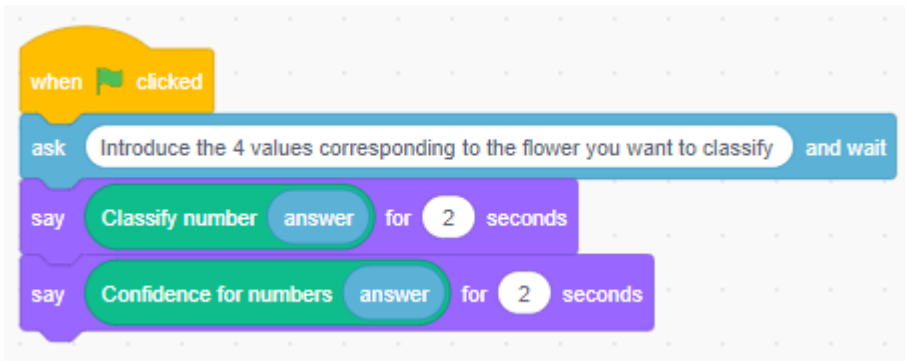 when clicked
ask Introduce the 4 values corresponding to the flower you want to classify and wait
say Classify number answer for 2 seconds
say Confidence for numbers answer for 2 seconds